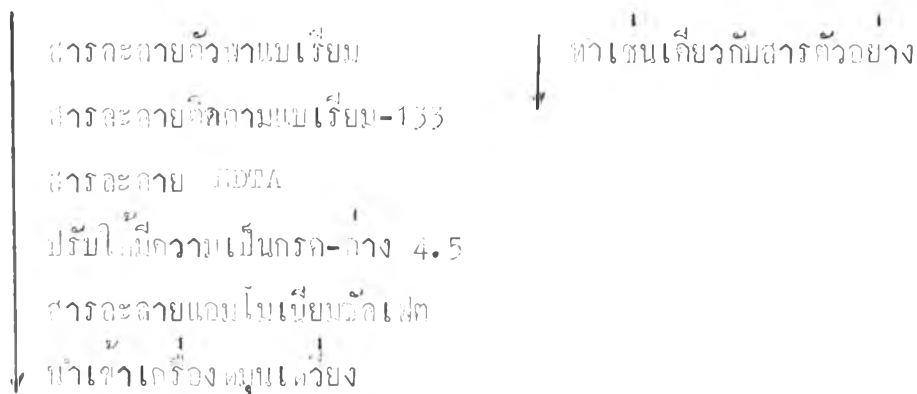 สารละลายตัวพาแบเรียม
ทำเช่นเดียวกับสารตัวอย่าง
สารละลายติดตามแบเรียม-133
สารละลาย EDTA
ปรับให้มีความเป็นกรด-ด่าง 4.5
สารละลายแอมโมเนียมซัลเฟต
นำเข้าเครื่องหมุนเหวี่ยง